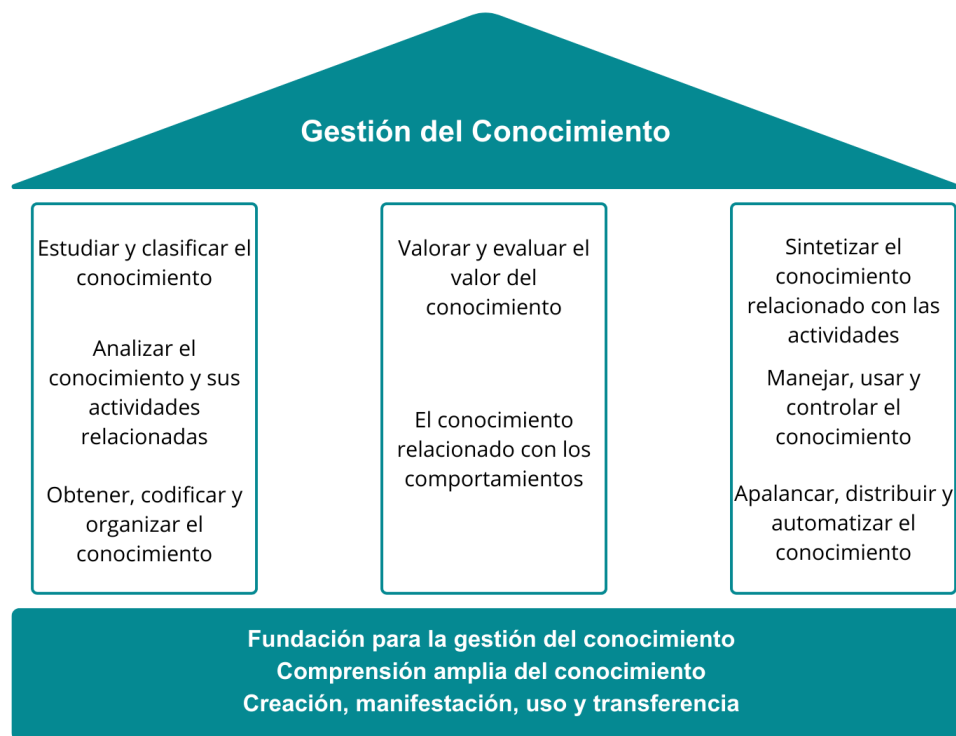 Gestión del Conocimiento
Estudiar y clasificar el
conocimiento
Analizar el
conocimiento y sus
actividades
relacionadas
Obtener, codificar y
organizar el
conocimiento
Valorar y evaluar el
valor del
conocimiento
El conocimiento
relacionado con los
comportamientos
Sintetizar el
conocimiento
relacionado con las
actividades
Manejar, usar y
controlar el
conocimiento
Apalancar, distribuir y
automatizar el
conocimiento
Fundación para la gestión del conocimiento
Comprensión amplia del conocimiento
Creación, manifestación, uso y transferencia